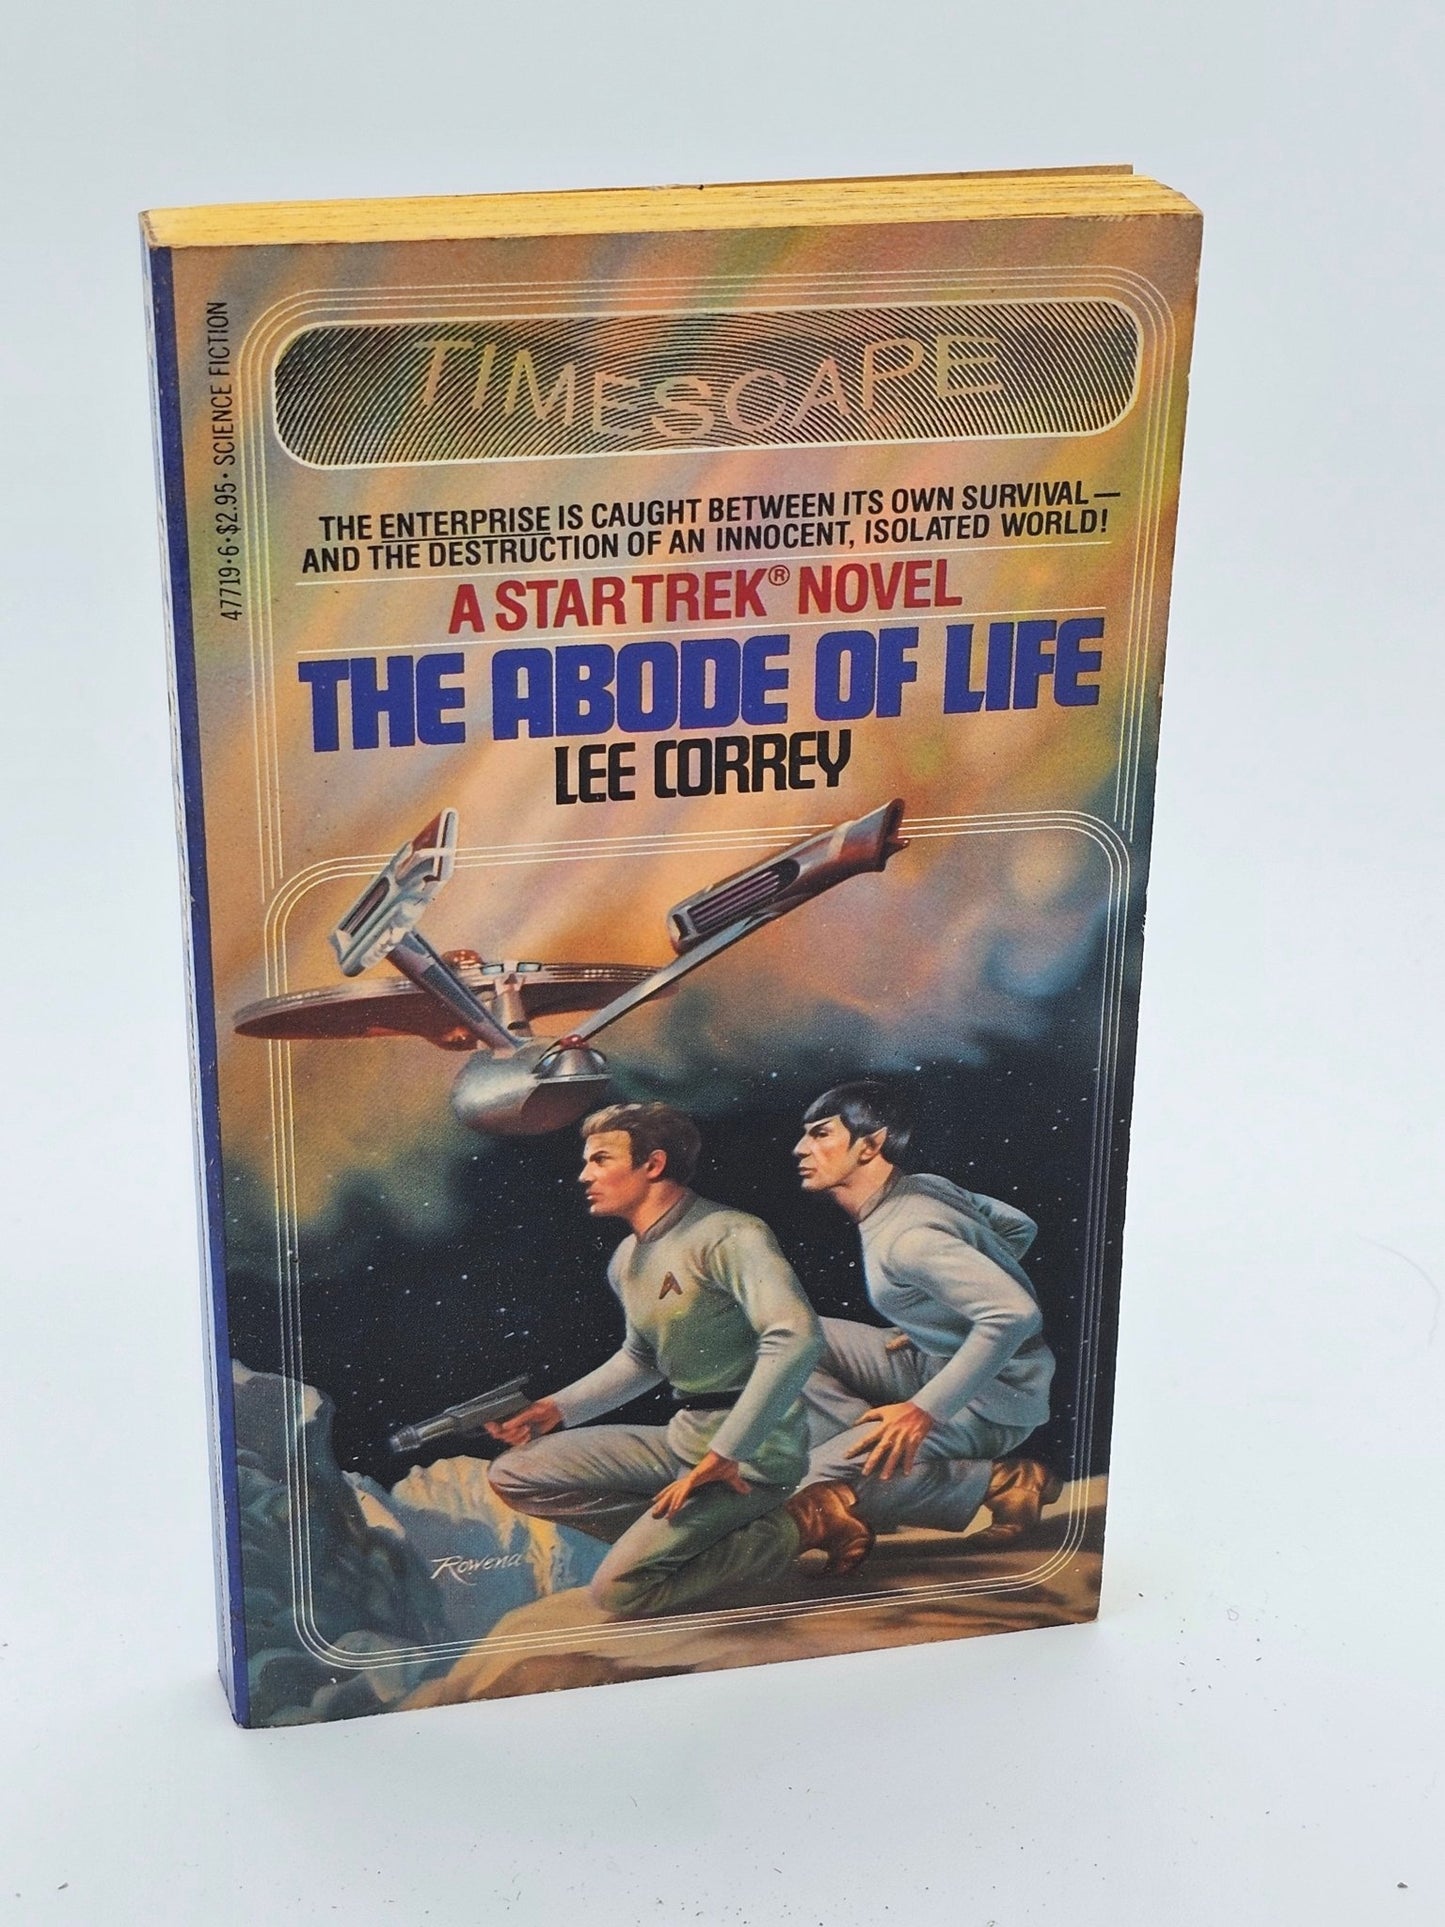 TIMESCAPE
47719·6·$2.95·SCIENCE FICTION
THE ENTERPRISE IS CAUGHT BETWEEN ITS OWN SURVIVAL—
AND THE DESTRUCTION OF AN INNOCENT, ISOLATED WORLD!
A STAR TREK® NOVEL
THE ABODE OF LIFE
LEE CORREY
Rowena